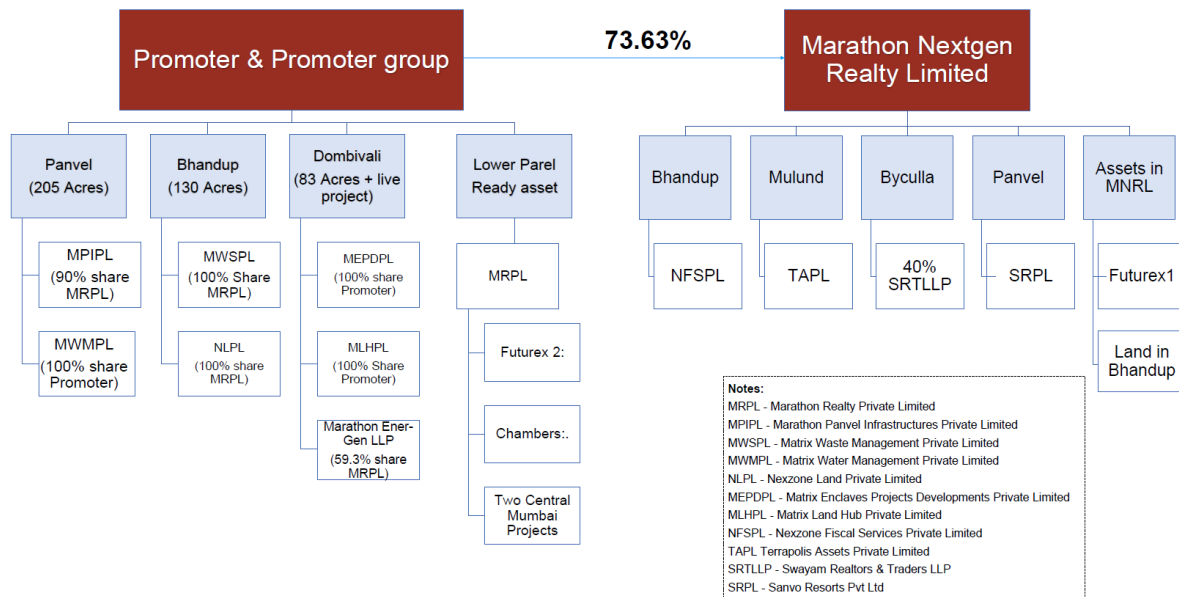 Promoter & Promoter group
73.63%
Marathon Nextgen
Realty Limited
Panvel
(205 Acres)
Bhandup
(130 Acres)
Dombivali
(83 Acres + live
project)
Lower Parel
Ready asset
MPIPL
(90% share
MRPL)
MWMPL
(100% share
Promoter)
MWSPL
(100% Share
MRPL)
NLPL
(100% share
MRPL)
MEPDPL
(100% share
Promoter)
MLHPL
(100% Share
Promoter)
Marathon Ener-
Gen LLP
(59.3% share
MRPL)
MRPL
Futurex 2:
Chambers:.
Two Central
Mumbai
Projects
Bhandup
Mulund
Byculla
Panvel
Assets in
MNRL
NFSPL
TAPL
40%
SRTLLP
SRPL
Futurex1
Land in
Bhandup
Notes:
MRPL - Marathon Realty Private Limited
MPIPL - Marathon Panvel Infrastructures Private Limited
MWSPL - Matrix Waste Management Private Limited
MWMPL - Matrix Water Management Private Limited
NLPL - Nexzone Land Private Limited
MEPDPL - Matrix Enclaves Projects Developments Private Limited
MLHPL - Matrix Land Hub Private Limited
NFSPL - Nexzone Fiscal Services Private Limited
TAPL Terrapolis Assets Private Limited
SRTLLP - Swayam Realtors & Traders LLP
SRPL - Sanvo Resorts Pvt Ltd